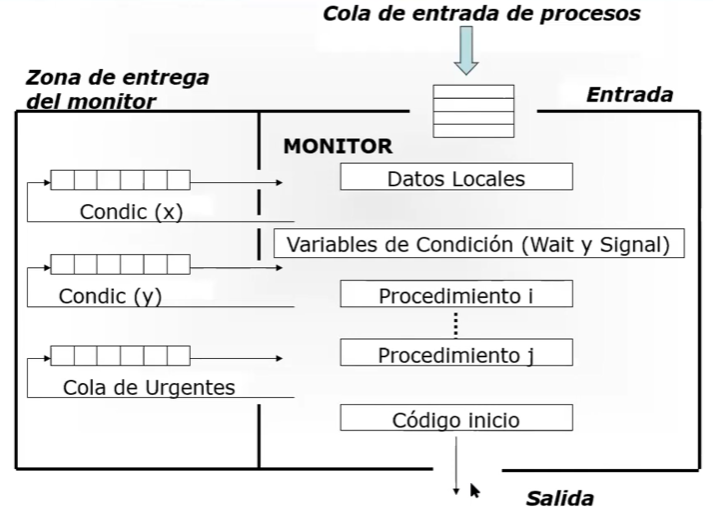 Cola de entrada de procesos
Zona de entrega
del monitor
Entrada
MONITOR
Datos Locales
Condic (x)
Variables de Condición (Wait y Signal)
Condic (y)
Procedimiento i
Procedimiento j
Cola de Urgentes
Código inicio
Salida